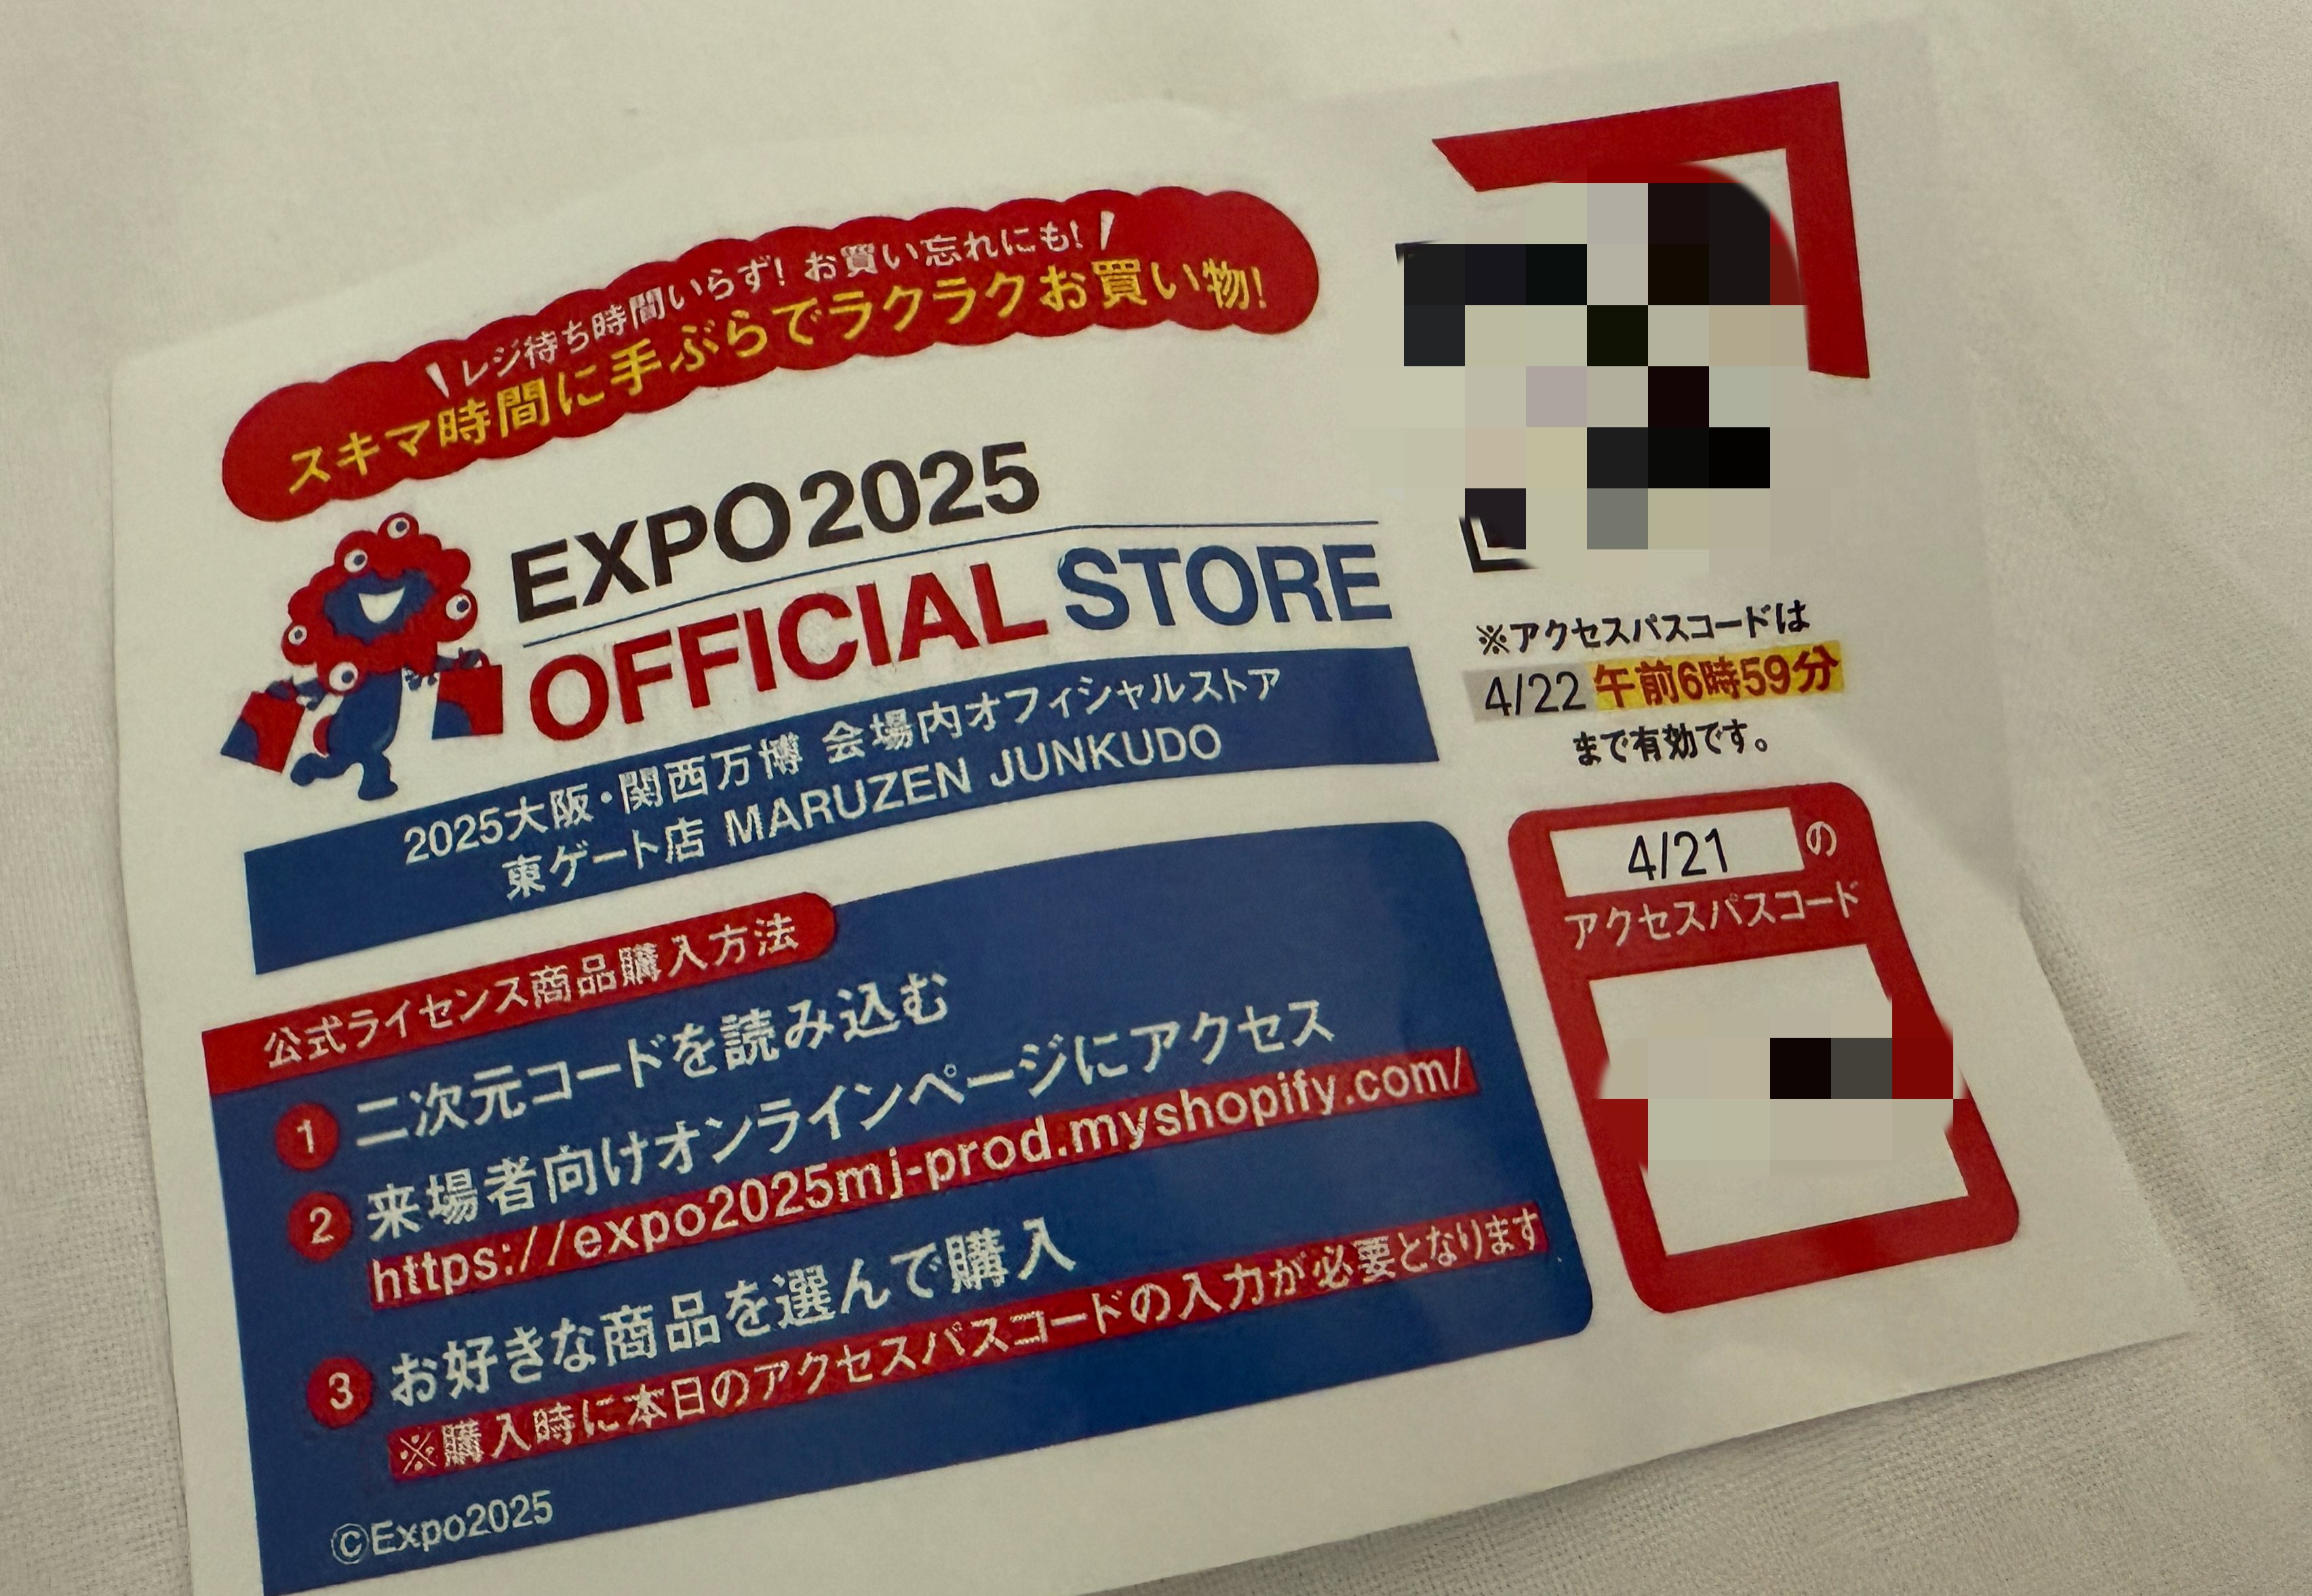 レジ待ち時間いらず! お買い忘れにも!
スキマ時間に手ぶらでラクラクお買い物!
EXPO2025
OFFICIAL STORE
2025大阪・関西万博 会場内オフィシャルストア
東ゲート店 MARUZEN JUNKUDO
公式ライセンス商品購入方法
1 二次元コードを読み込む
2 来場者向けオンラインページにアクセス
https://expo2025mj-prod.myshopify.com/
3 お好きな商品を選んで購入
※購入時に本日のアクセスパスコードの入力が必要となります
©Expo2025
※アクセスパスコードは
4/22 午前6時59分
まで有効です。
4/21 の
アクセスパスコード